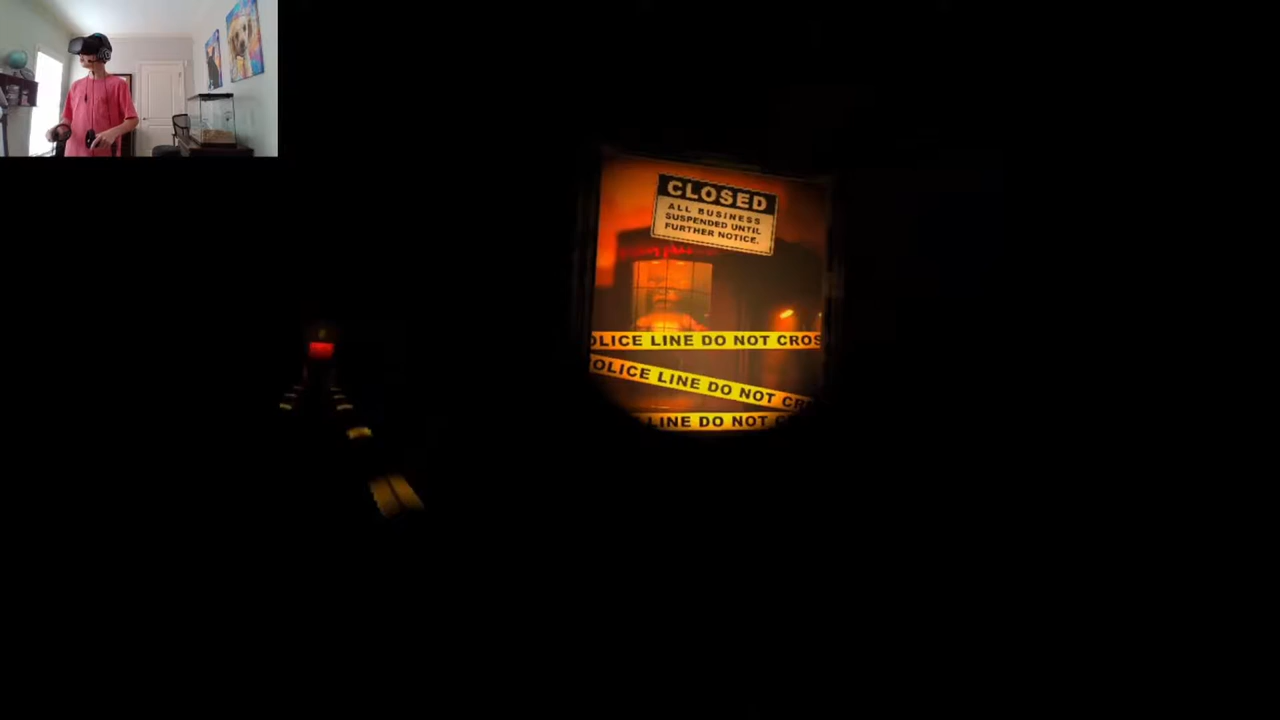 CLOSED
ALL BUSINESS
SUSPENDED UNTIL
FURTHER NOTICE.
OLICE LINE DO NOT CROS
OLICE LINE DO NOT CR
LINE DO NOT C